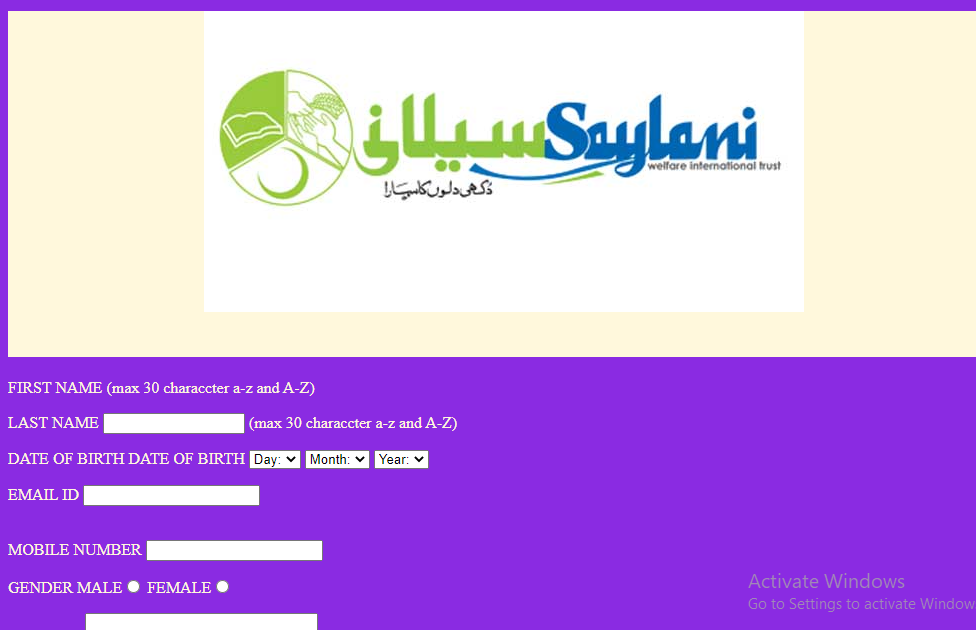 سیلانی Saylani
welfare international trust
دُکھی دلوں کا سہارا!
FIRST NAME (max 30 characcter a-z and A-Z)
LAST NAME (max 30 characcter a-z and A-Z)
DATE OF BIRTH DATE OF BIRTH Day: Month: Year:
EMAIL ID
MOBILE NUMBER
GENDER MALE FEMALE
Activate Windows
Go to Settings to activate Window